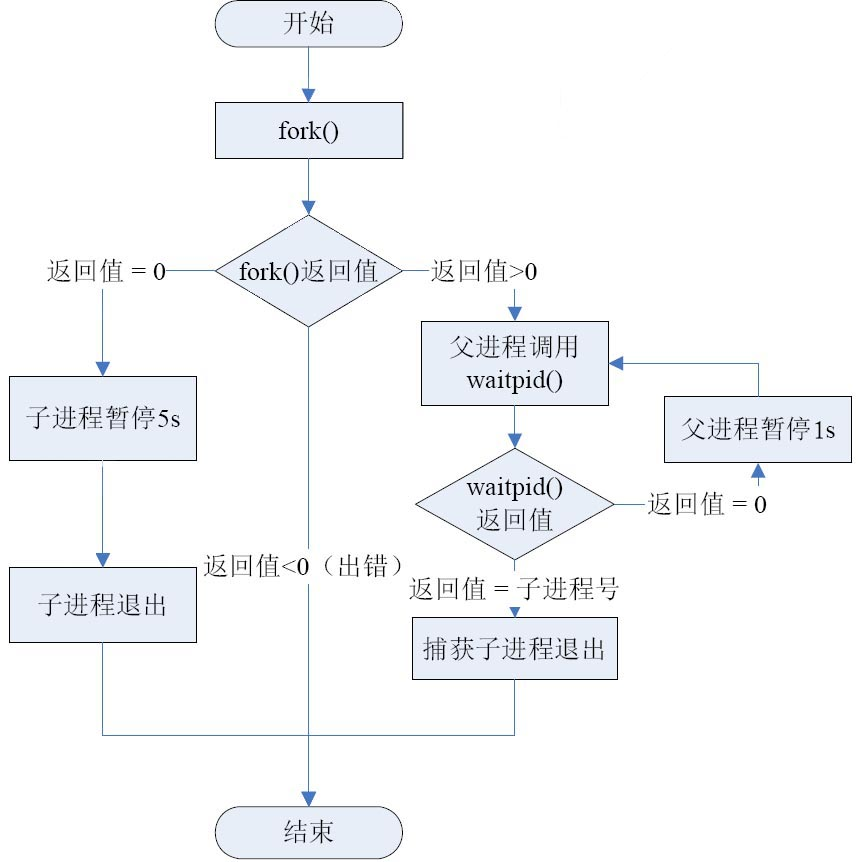 开始
fork()
fork()返回值
返回值 = 0
返回值>0
父进程调用
waitpid()
子进程暂停5s
父进程暂停1s
waitpid()
返回值
返回值 = 0
返回值<0（出错）
返回值 = 子进程号
子进程退出
捕获子进程退出
结束